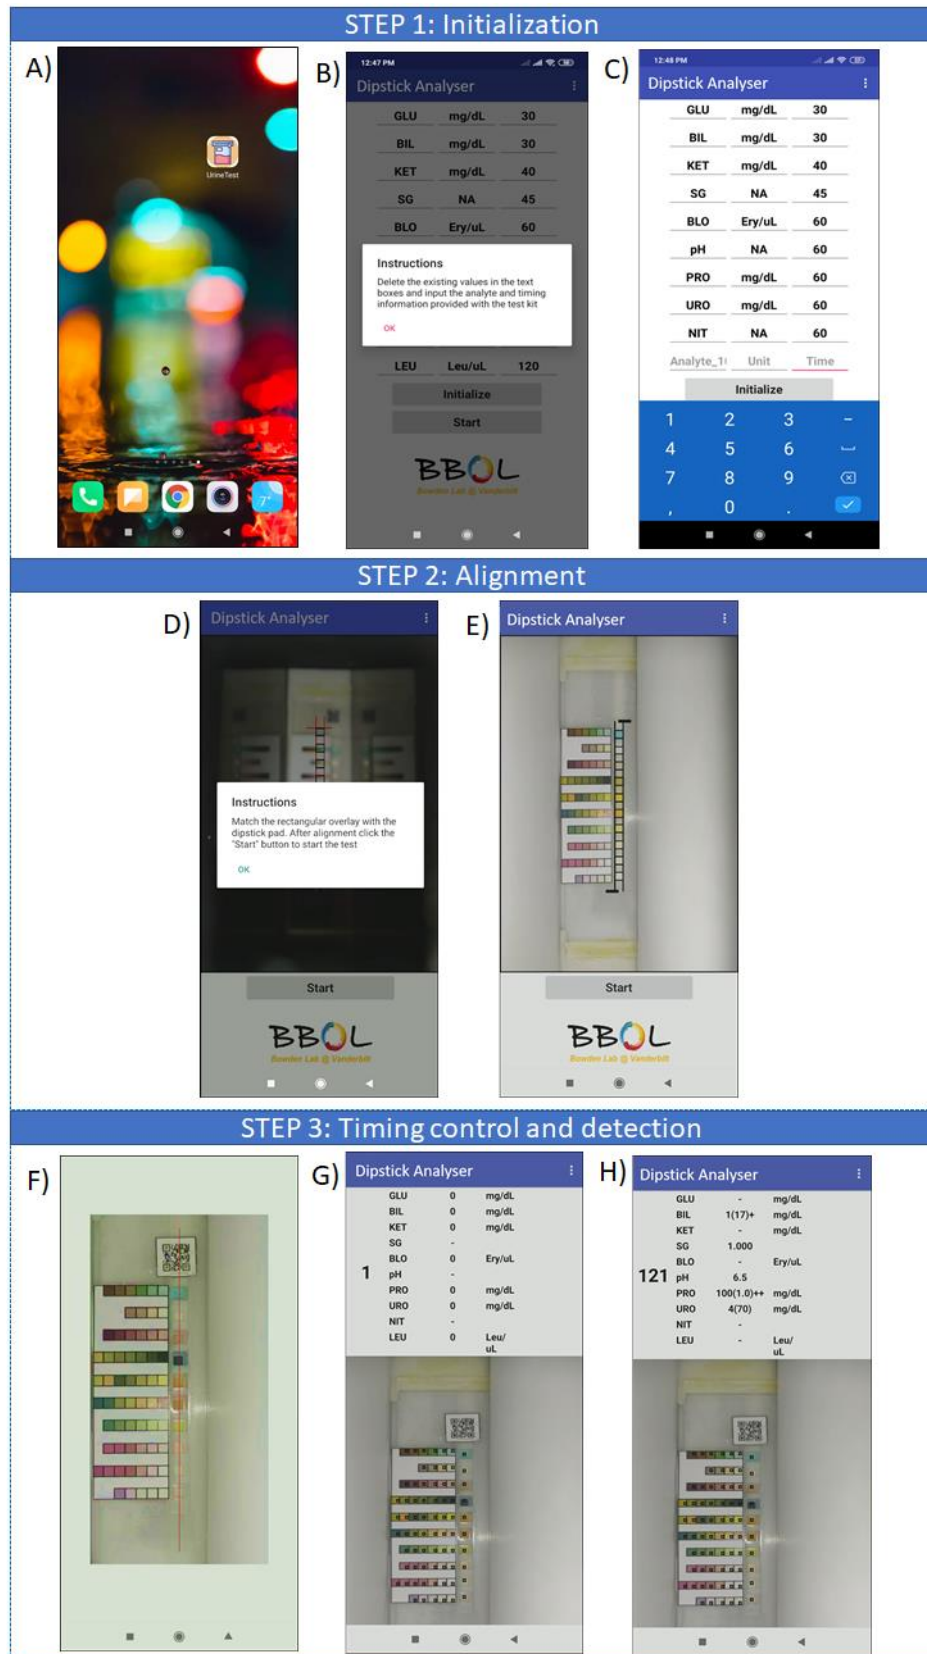 STEP 1: Initialization
A)
UrineTest
B)
12:47 PM
Dipstick Analyser
GLU mg/dL 30
BIL mg/dL 30
KET mg/dL 40
SG NA 45
BLO Ery/uL 60
Instructions
Delete the existing values in the text
boxes and input the analyte and timing
information provided with the test kit
OK
LEU Leu/uL 120
Initialize
Start
BBOL
Bowden Lab @ Vanderbilt
C)
12:48 PM
Dipstick Analyser
GLU mg/dL 30
BIL mg/dL 30
KET mg/dL 40
SG NA 45
BLO Ery/uL 60
pH NA 60
PRO mg/dL 60
URO mg/dL 60
NIT NA 60
Analyte_1 Unit Time
Initialize
1 2 3 -
4 5 6
7 8 9
, 0 .
STEP 2: Alignment
D)
Dipstick Analyser
Instructions
Match the rectangular overlay with the
dipstick pad. After alignment click the
"Start" button to start the test
OK
Start
BBOL
Bowden Lab @ Vanderbilt
E)
Dipstick Analyser
Start
BBOL
Bowden Lab @ Vanderbilt
STEP 3: Timing control and detection
F)
G)
Dipstick Analyser
GLU 0 mg/dL
BIL 0 mg/dL
KET 0 mg/dL
SG -
BLO 0 Ery/uL
1 pH -
PRO 0 mg/dL
URO 0 mg/dL
NIT -
LEU 0 Leu/
uL
H)
Dipstick Analyser
GLU - mg/dL
BIL 1(17)+ mg/dL
KET - mg/dL
SG 1.000
BLO - Ery/uL
121 pH 6.5
PRO 100(1.0)++ mg/dL
URO 4(70) mg/dL
NIT -
LEU - Leu/
uL